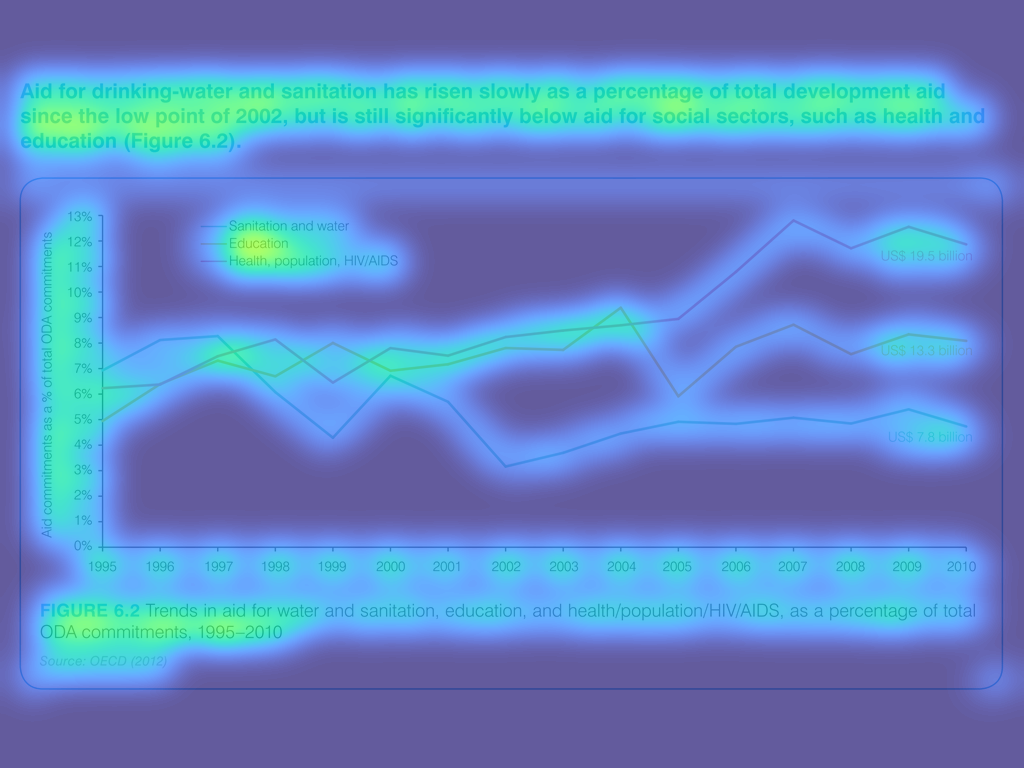 Aid for drinking-water and sanitation has risen slowly as a percentage of total development aid
since the low point of 2002, but is still significantly below aid for social sectors, such as health and
education (Figure 6.2).
Aid commitments as a % of total ODA commitments
13%
12%
11%
10%
9%
8%
7%
6%
5%
4%
3%
2%
1%
0%
Sanitation and water
Education
Health, population, HIV/AIDS
US$ 19.5 billion
US$ 13.3 billion
US$ 7.8 billion
1995 1996 1997 1998 1999 2000 2001 2002 2003 2004 2005 2006 2007 2008 2009 2010
FIGURE 6.2 Trends in aid for water and sanitation, education, and health/population/HIV/AIDS, as a percentage of total
ODA commitments, 1995–2010
Source: OECD (2012)